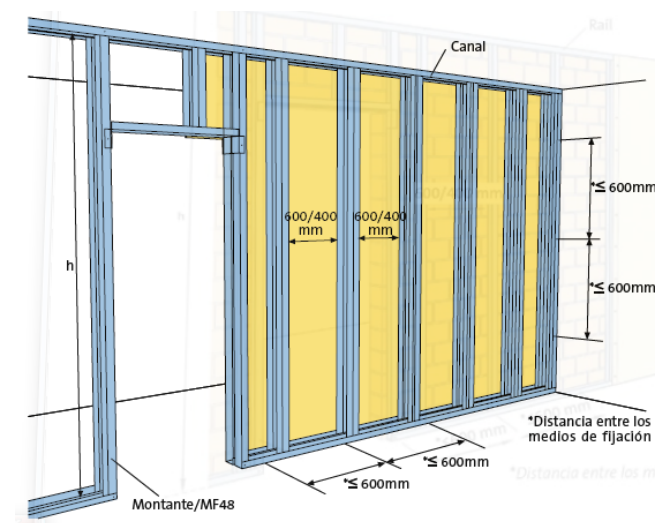 Rail
Canal
*≤ 600mm
600/400
mm
600/400
mm
h
*≤ 600mm
*≤ 600mm
*≤ 600mm
*Distancia entre los
medios de fijación
Montante/MF48